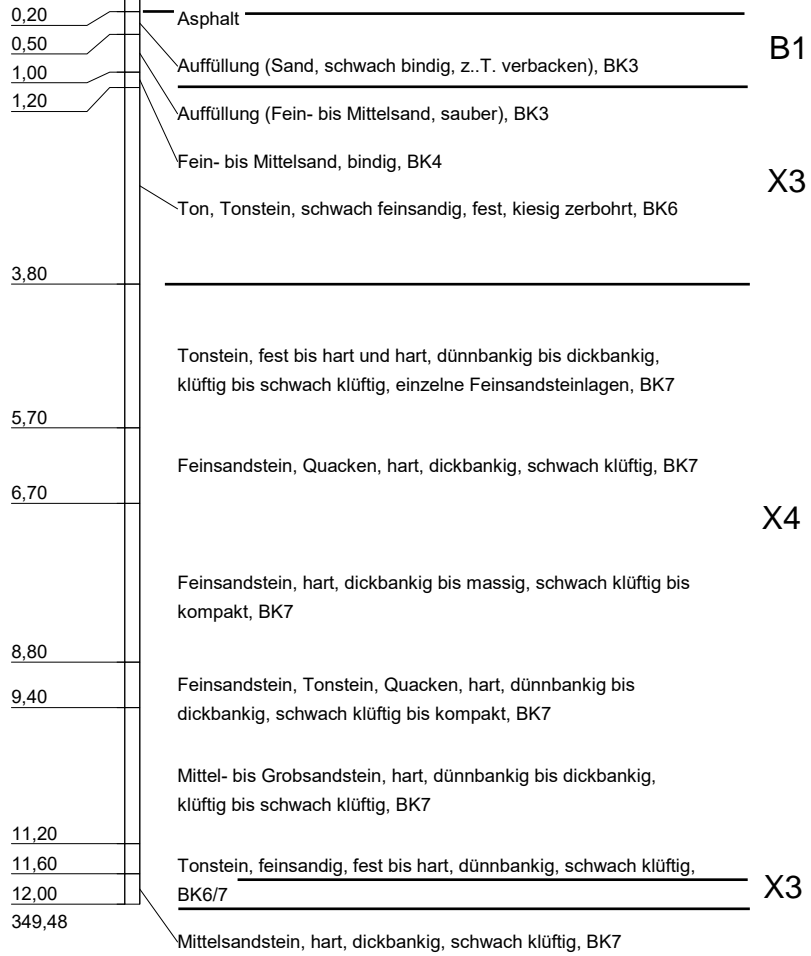 0,20
Asphalt
0,50
B1
Auffüllung (Sand, schwach bindig, z..T. verbacken), BK3
1,00
1,20
Auffüllung (Fein- bis Mittelsand, sauber), BK3
Fein- bis Mittelsand, bindig, BK4
X3
Ton, Tonstein, schwach feinsandig, fest, kiesig zerbohrt, BK6
3,80
Tonstein, fest bis hart und hart, dünnbankig bis dickbankig,
klüftig bis schwach klüftig, einzelne Feinsandsteinlagen, BK7
5,70
Feinsandstein, Quacken, hart, dickbankig, schwach klüftig, BK7
6,70
X4
Feinsandstein, hart, dickbankig bis massig, schwach klüftig bis
kompakt, BK7
8,80
Feinsandstein, Tonstein, Quacken, hart, dünnbankig bis
9,40
dickbankig, schwach klüftig bis kompakt, BK7
Mittel- bis Grobsandstein, hart, dünnbankig bis dickbankig,
klüftig bis schwach klüftig, BK7
11,20
11,60
Tonstein, feinsandig, fest bis hart, dünnbankig, schwach klüftig,
X3
12,00
BK6/7
349,48
Mittelsandstein, hart, dickbankig, schwach klüftig, BK7